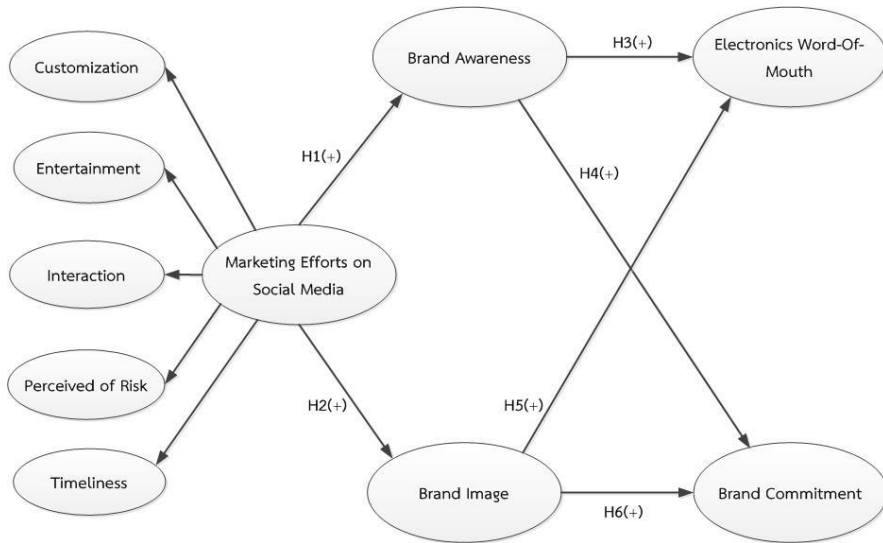 Customization
Entertainment
Interaction
Perceived of Risk
Timeliness
Marketing Efforts on
Social Media
H1(+)
H2(+)
Brand Awareness
Brand Image
H3(+)
H4(+)
H5(+)
H6(+)
Electronics Word-Of-
Mouth
Brand Commitment